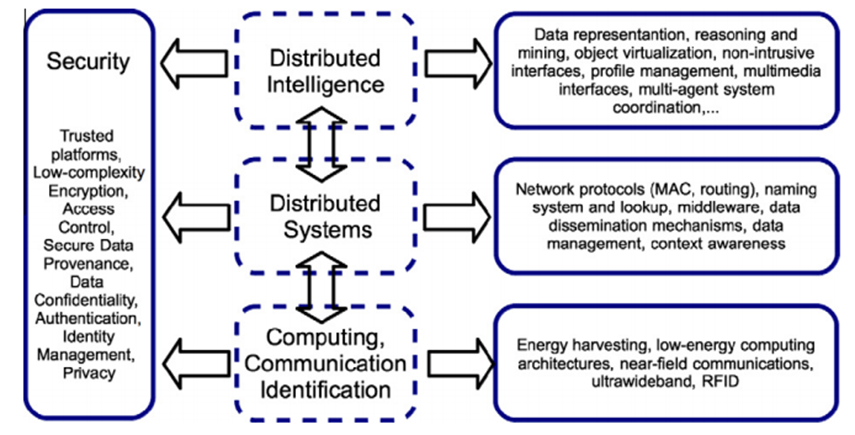 Security
Trusted
platforms,
Low-complexity
Encryption,
Access
Control,
Secure Data
Provenance,
Data
Confidentiality,
Authentication,
Identity
Management,
Privacy
Distributed
Intelligence
Data representantion, reasoning and
mining, object virtualization, non-intrusive
interfaces, profile management, multimedia
interfaces, multi-agent system
coordination,...
Distributed
Systems
Network protocols (MAC, routing), naming
system and lookup, middleware, data
dissemination mechanisms, data
management, context awareness
Computing,
Communication
Identification
Energy harvesting, low-energy computing
architectures, near-field communications,
ultrawideband, RFID